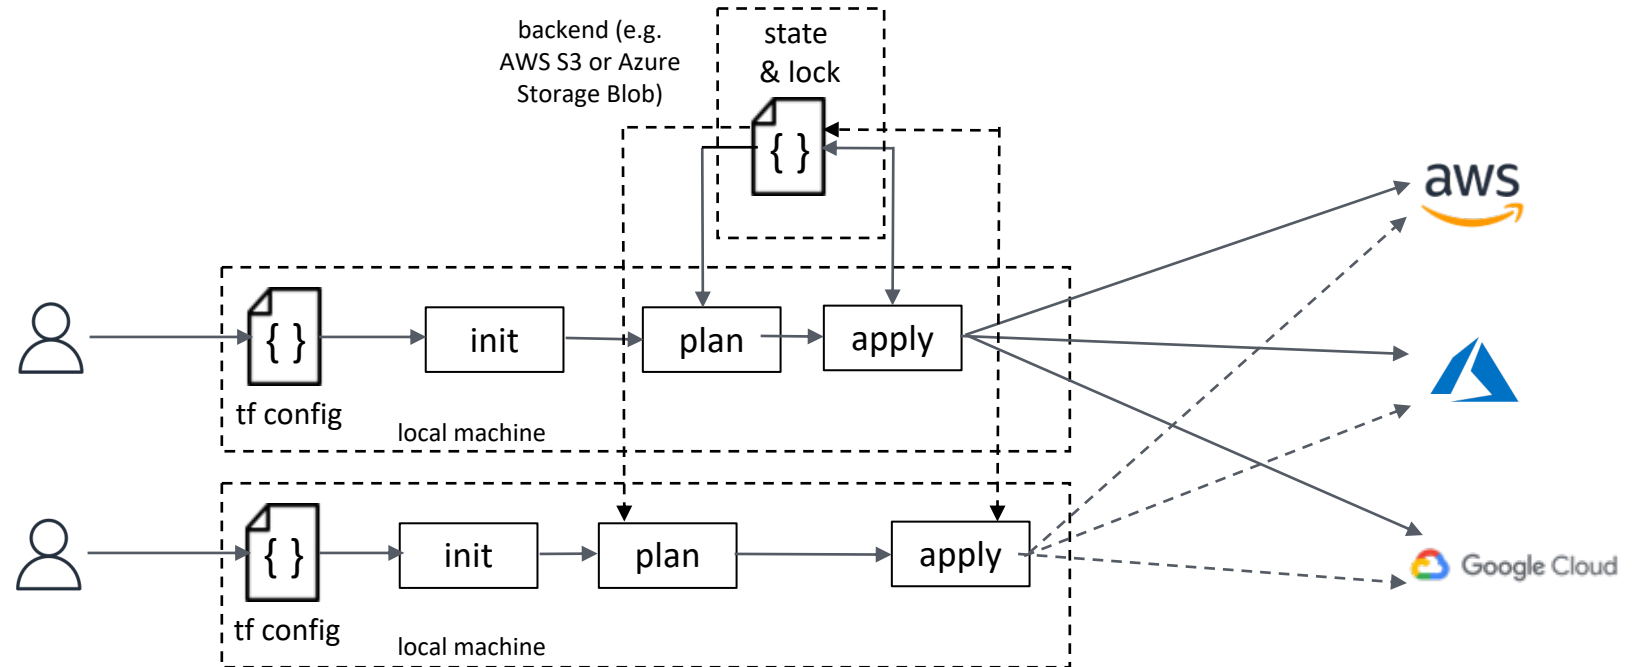 backend (e.g.
AWS S3 or Azure
Storage Blob)
state
& lock
{ }
aws
{ }
init
plan
apply
tf config
local machine
{ }
init
plan
apply
Google Cloud
tf config
local machine